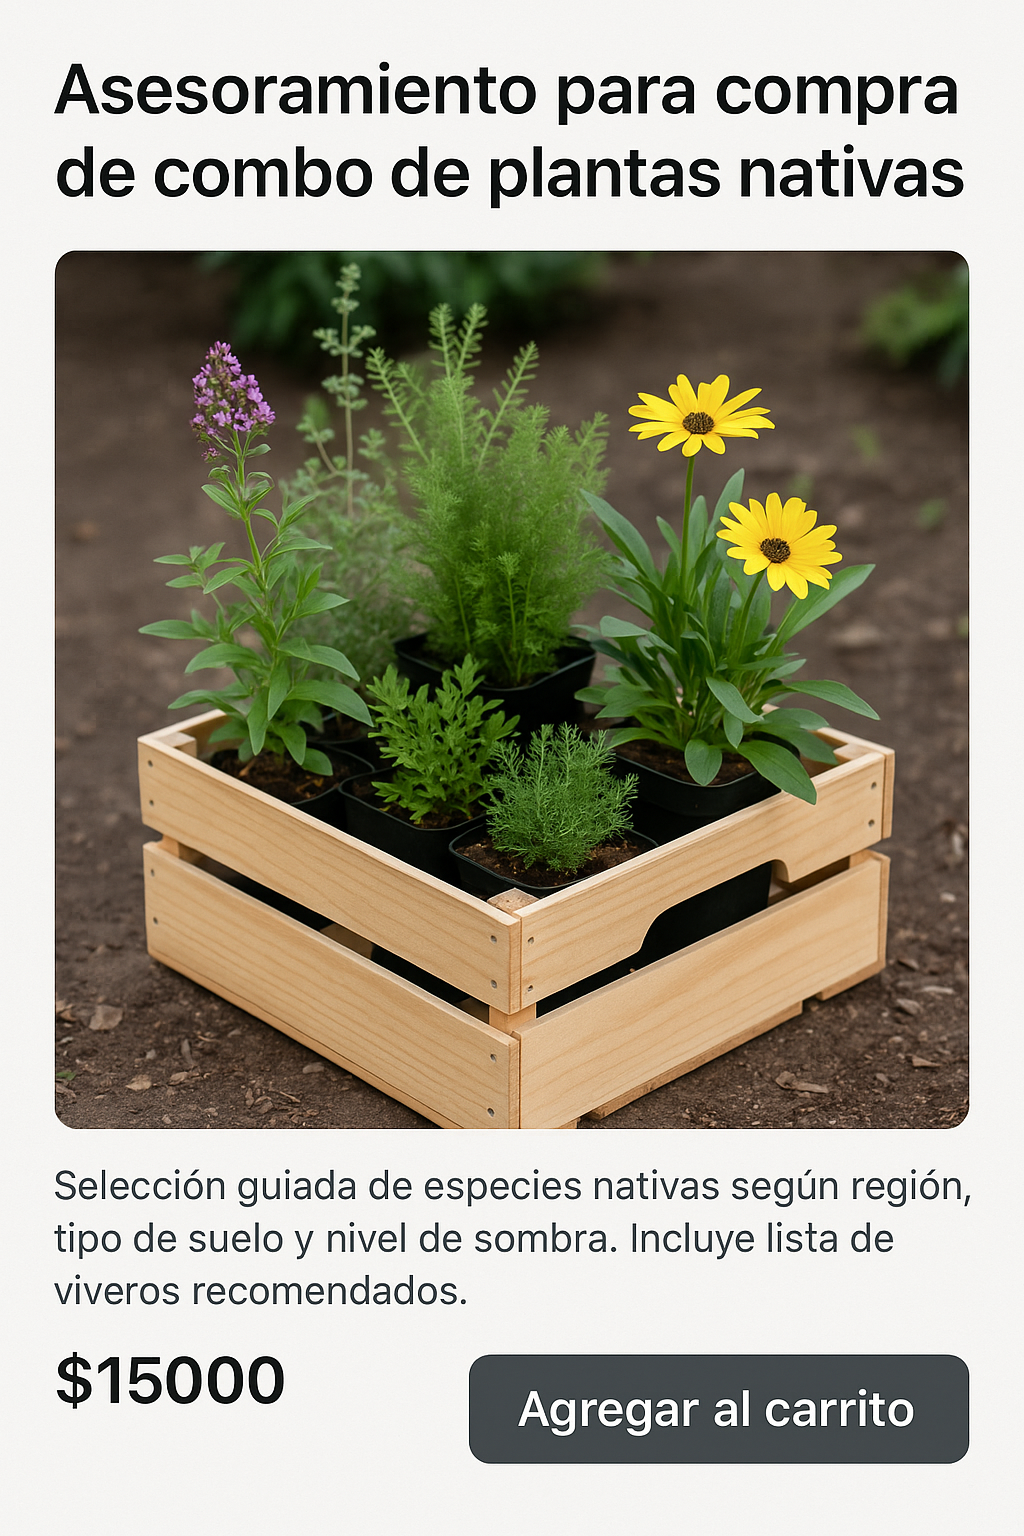 Asesoramiento para compra
de combo de plantas nativas
Selección guiada de especies nativas según región,
tipo de suelo y nivel de sombra. Incluye lista de
viveros recomendados.
$15000
Agregar al carrito